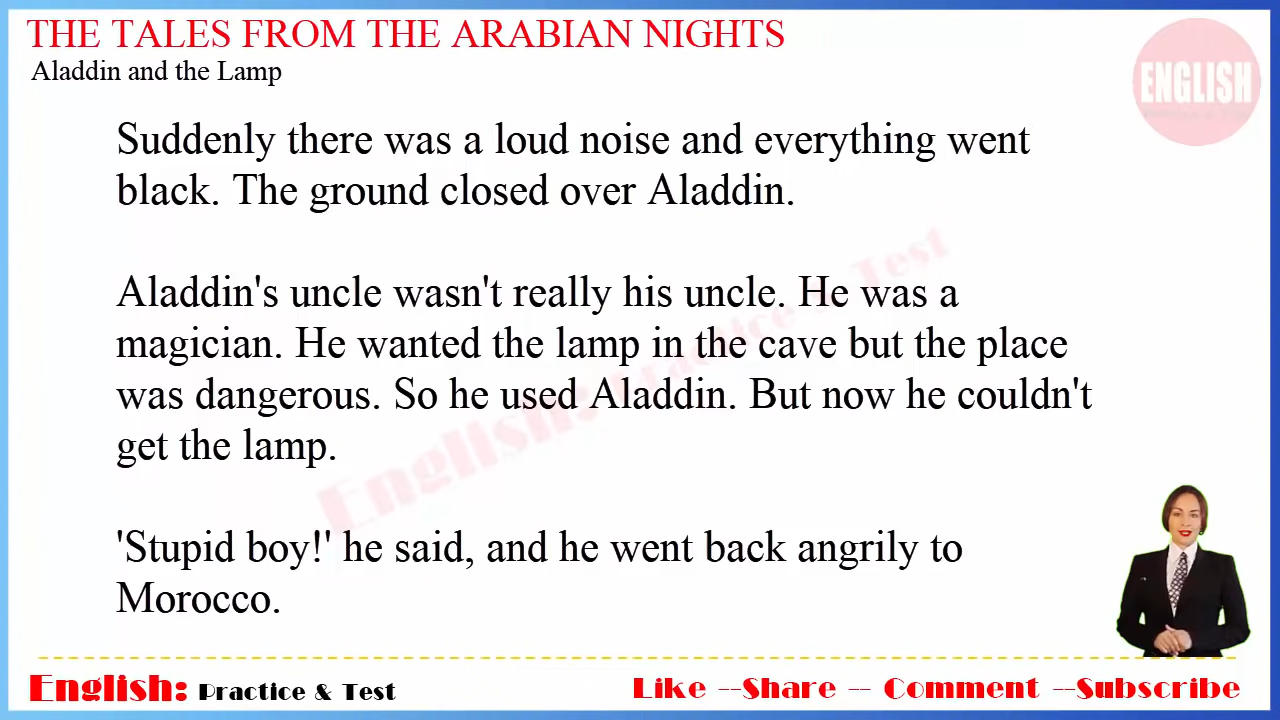 THE TALES FROM THE ARABIAN NIGHTS
Aladdin and the Lamp
ENGLISH
Suddenly there was a loud noise and everything went
black. The ground closed over Aladdin.
Aladdin's uncle wasn't really his uncle. He was a
magician. He wanted the lamp in the cave but the place
was dangerous. So he used Aladdin. But now he couldn't
get the lamp.
'Stupid boy!' he said, and he went back angrily to
Morocco.
English: Practice & Test
English: Practice & Test
Like --Share -- Comment --Subscribe